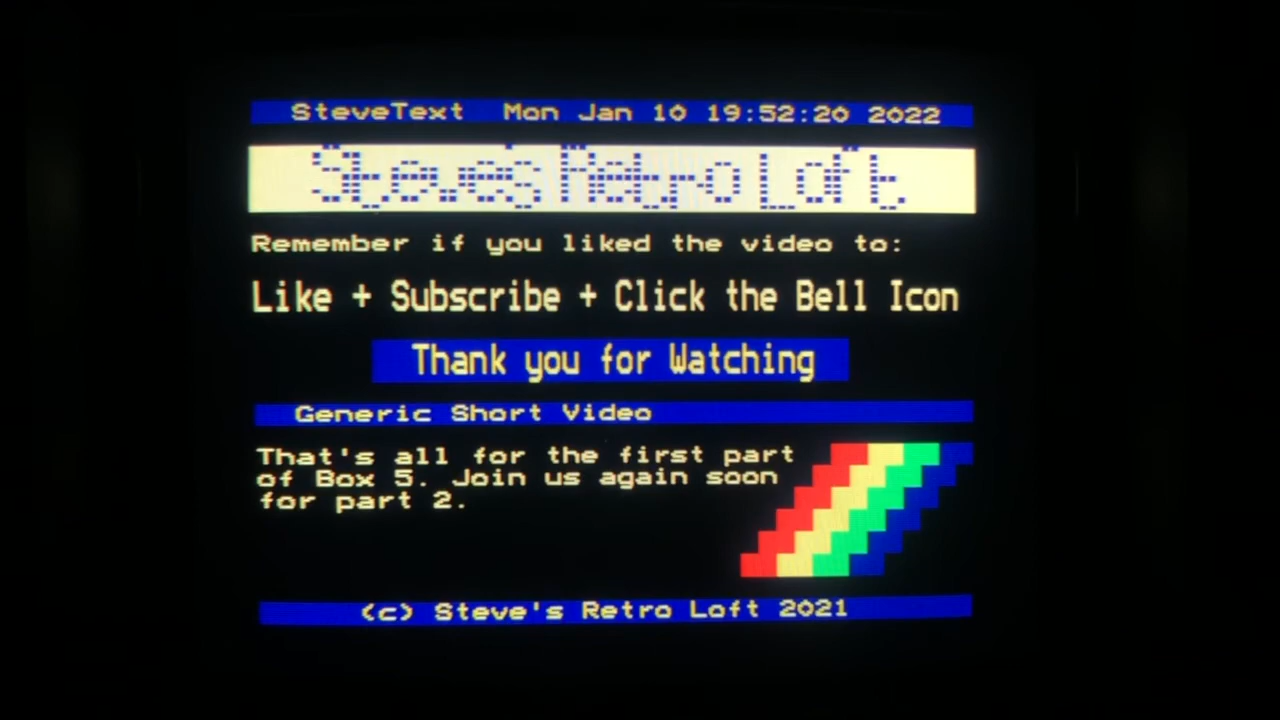 SteveText Mon Jan 10 19:52:20 2022
Steve's Retro Loft
Remember if you liked the video to:
Like + Subscribe + Click the Bell Icon
Thank you for Watching
Generic Short Video
That's all for the first part
of Box 5. Join us again soon
for part 2.
(c) Steve's Retro Loft 2021